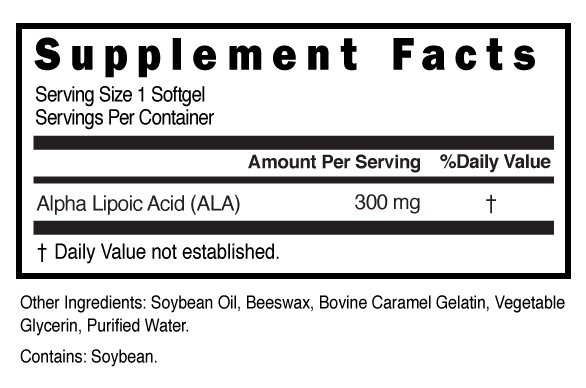 Supplement Facts
Serving Size 1 Softgel
Servings Per Container
Amount Per Serving %Daily Value
Alpha Lipoic Acid (ALA) 300 mg †
† Daily Value not established.
Other Ingredients: Soybean Oil, Beeswax, Bovine Caramel Gelatin, Vegetable
Glycerin, Purified Water.
Contains: Soybean.